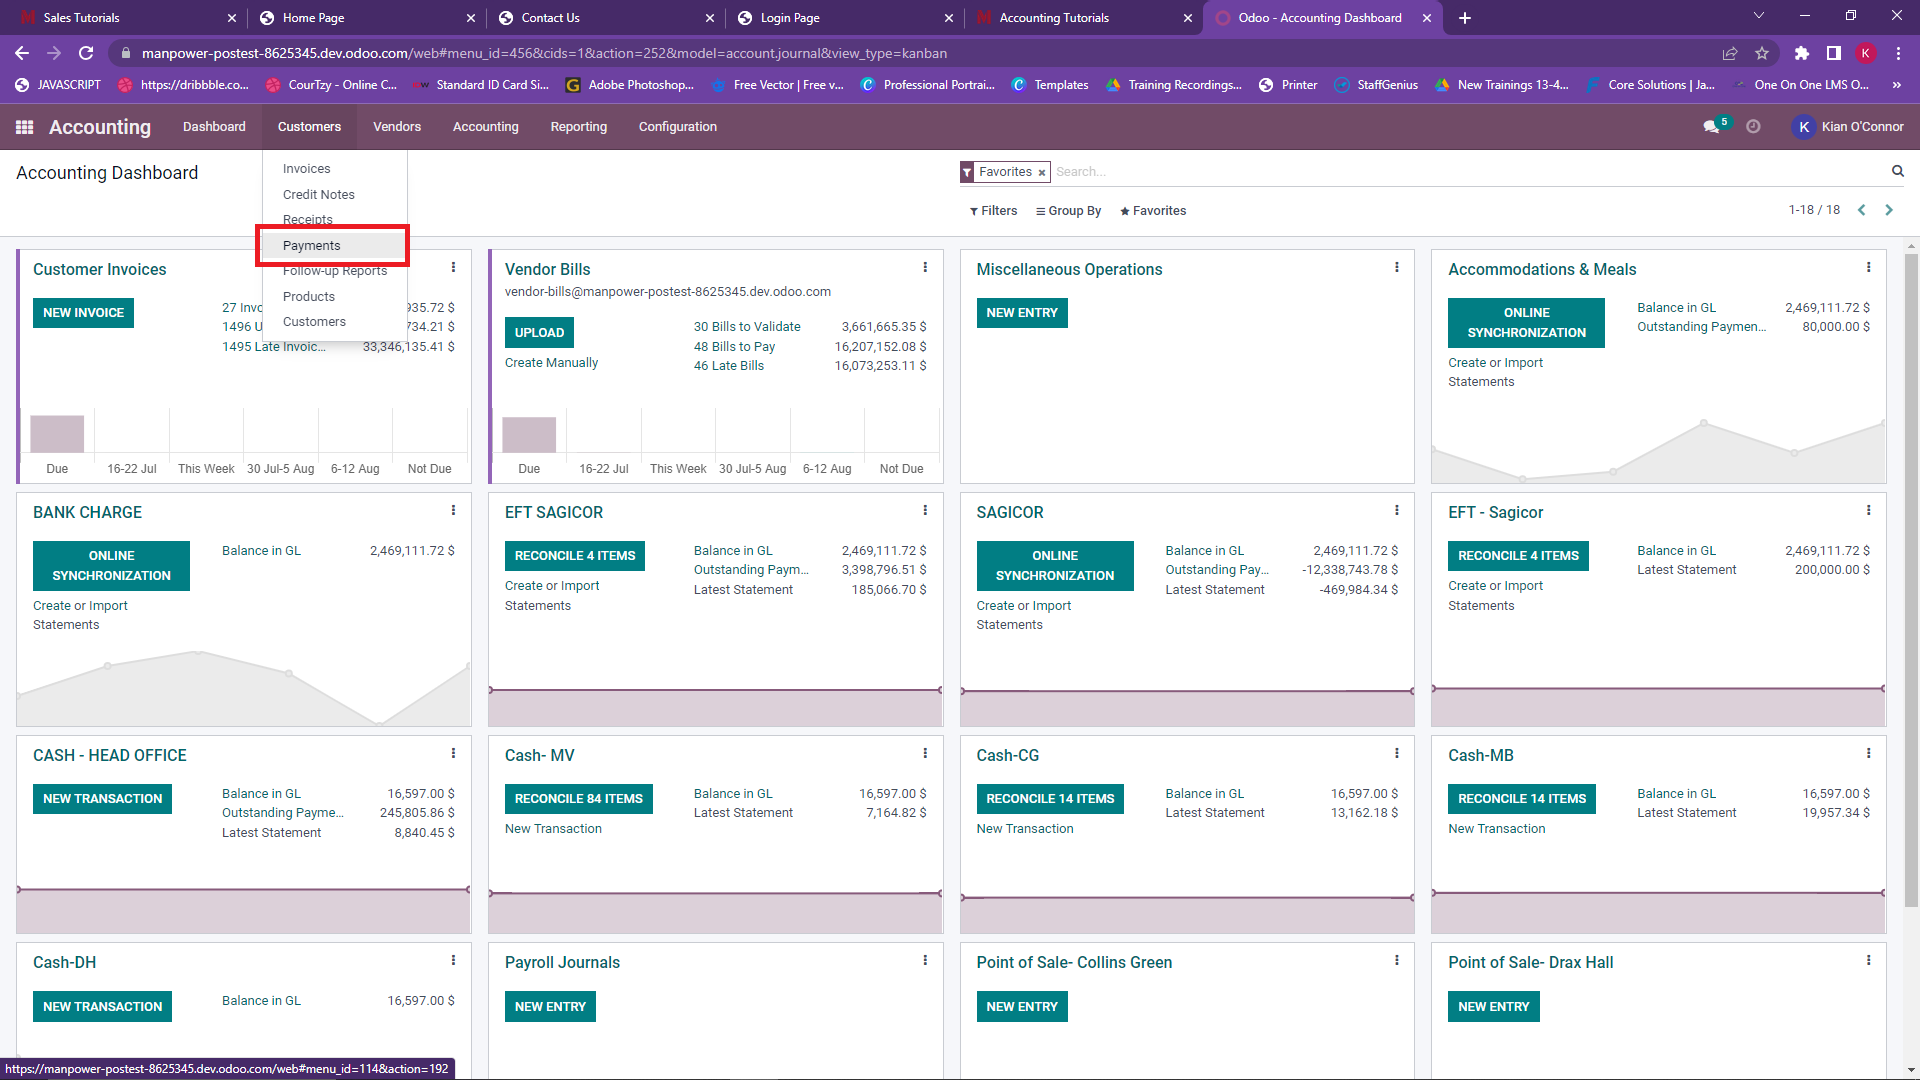 Sales Tutorials
Home Page
Contact Us
Login Page
Accounting Tutorials
Odoo - Accounting Dashboard
manpower-postest-8625345.dev.odoo.com/web#menu_id=456&cids=1&action=252&model=account.journal&view_type=kanban
K
JAVASCRIPT
https://dribbble.co...
CourTzy - Online C...
Standard ID Card Si...
Adobe Photoshop...
Free Vector | Free v...
Professional Portrai...
Templates
Training Recordings...
Printer
StaffGenius
New Trainings 13-4...
Core Solutions | Ja...
One On One LMS O...
»
Accounting
Dashboard
Customers
Vendors
Accounting
Reporting
Configuration
5
K
Kian O'Connor
Accounting Dashboard
Favorites
Search...
Filters
Group By
Favorites
1-18 / 18
Invoices
Credit Notes
Receipts
Payments
Follow-up Reports
Products
Customers
Customer Invoices
NEW INVOICE
27 Invo
935.72 $
1496 U
734.21 $
1495 Late Invoic...
33,346,135.41 $
Due
16-22 Jul
This Week
30 Jul-5 Aug
6-12 Aug
Not Due
Vendor Bills
vendor-bills@manpower-postest-8625345.dev.odoo.com
UPLOAD
Create Manually
30 Bills to Validate
3,661,665.35 $
48 Bills to Pay
16,207,152.08 $
46 Late Bills
16,073,253.11 $
Due
16-22 Jul
This Week
30 Jul-5 Aug
6-12 Aug
Not Due
Miscellaneous Operations
NEW ENTRY
Accommodations & Meals
ONLINE
SYNCHRONIZATION
Create or Import
Statements
Balance in GL
2,469,111.72 $
Outstanding Paymen...
80,000.00 $
BANK CHARGE
ONLINE
SYNCHRONIZATION
Create or Import
Statements
Balance in GL
2,469,111.72 $
EFT SAGICOR
RECONCILE 4 ITEMS
Create or Import
Statements
Balance in GL
2,469,111.72 $
Outstanding Paym...
3,398,796.51 $
Latest Statement
185,066.70 $
SAGICOR
ONLINE
SYNCHRONIZATION
Create or Import
Statements
Balance in GL
2,469,111.72 $
Outstanding Pay...
-12,338,743.78 $
Latest Statement
-469,984.34 $
EFT - Sagicor
RECONCILE 4 ITEMS
Create or Import
Statements
Balance in GL
2,469,111.72 $
Latest Statement
200,000.00 $
CASH - HEAD OFFICE
NEW TRANSACTION
Balance in GL
16,597.00 $
Outstanding Payme...
245,805.86 $
Latest Statement
8,840.45 $
Cash- MV
RECONCILE 84 ITEMS
New Transaction
Balance in GL
16,597.00 $
Latest Statement
7,164.82 $
Cash-CG
RECONCILE 14 ITEMS
New Transaction
Balance in GL
16,597.00 $
Latest Statement
13,162.18 $
Cash-MB
RECONCILE 14 ITEMS
New Transaction
Balance in GL
16,597.00 $
Latest Statement
19,957.34 $
Cash-DH
NEW TRANSACTION
Balance in GL
16,597.00 $
Payroll Journals
NEW ENTRY
Point of Sale- Collins Green
NEW ENTRY
Point of Sale- Drax Hall
NEW ENTRY
https://manpower-postest-8625345.dev.odoo.com/web#menu_id=114&action=192